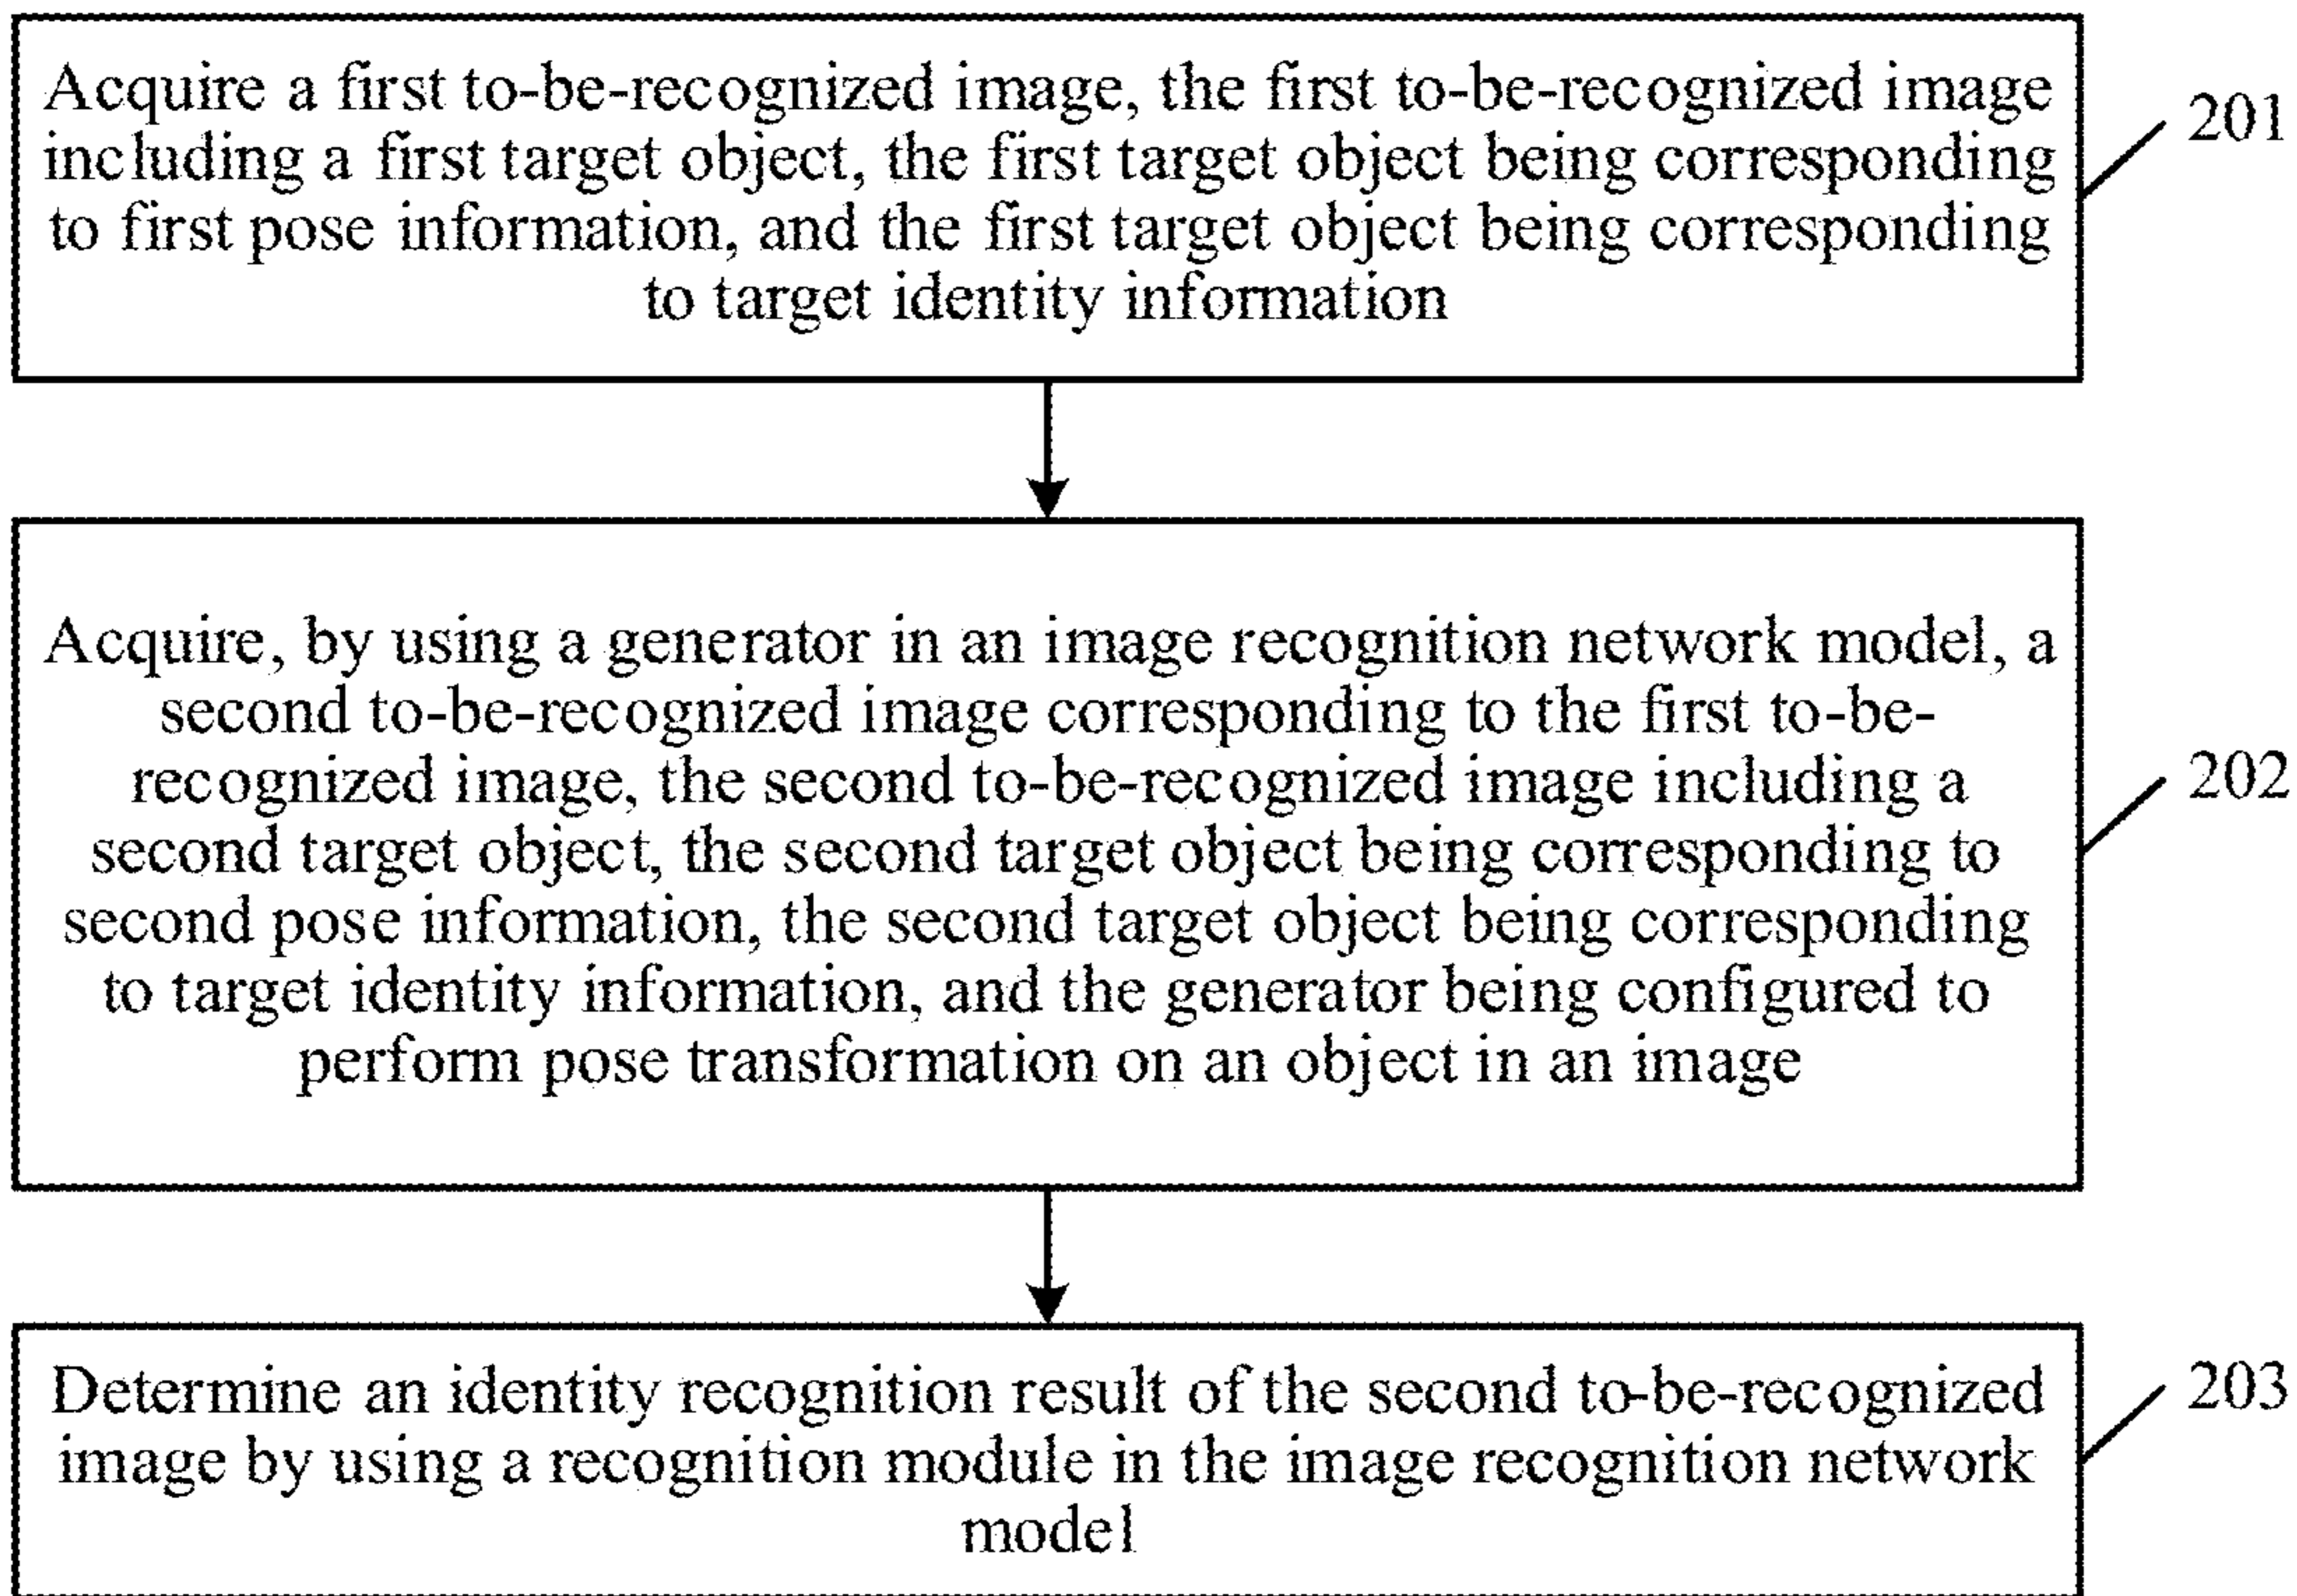 Acquire a first to-be-recognized image, the first to-be-recognized image
including a first target object, the first target object being corresponding
to first pose information, and the first target object being corresponding
to target identity information
201
Acquire, by using a generator in an image recognition network model, a
second to-be-recognized image corresponding to the first to-be-
recognized image, the second to-be-recognized image including a
second target object, the second target object being corresponding to
second pose information, the second target object being corresponding
to target identity information, and the generator being configured to
perform pose transformation on an object in an image
202
Determine an identity recognition result of the second to-be-recognized
image by using a recognition module in the image recognition network
model
203